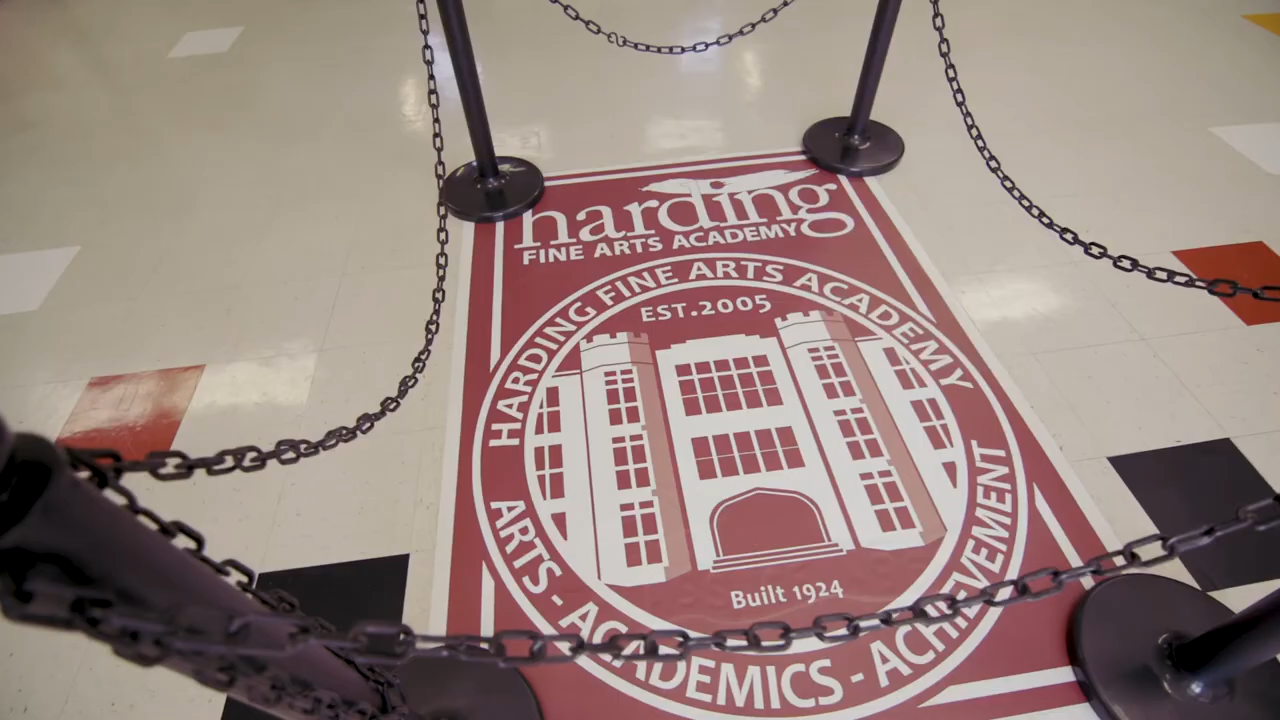 harding
FINE ARTS ACADEMY
HARDING FINE ARTS ACADEMY
EST.2005
Built 1924
ARTS - ACADEMICS - ACHIEVEMENT